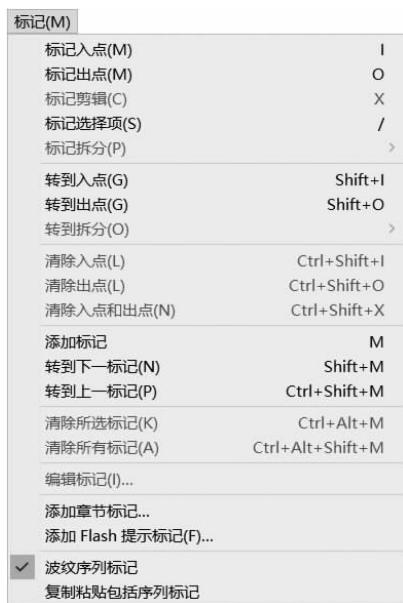 标记(M)
标记入点(M) I
标记出点(M) O
标记剪辑(C) X
标记选择项(S) /
标记拆分(P) >
转到入点(G) Shift+I
转到出点(G) Shift+O
转到拆分(O) >
清除入点(L) Ctrl+Shift+I
清除出点(L) Ctrl+Shift+O
清除入点和出点(N) Ctrl+Shift+X
添加标记 M
转到下一标记(N) Shift+M
转到上一标记(P) Ctrl+Shift+M
清除所选标记(K) Ctrl+Alt+M
清除所有标记(A) Ctrl+Alt+Shift+M
编辑标记(I)...
添加章节标记...
添加 Flash 提示标记(F)...
波纹序列标记
复制粘贴包括序列标记